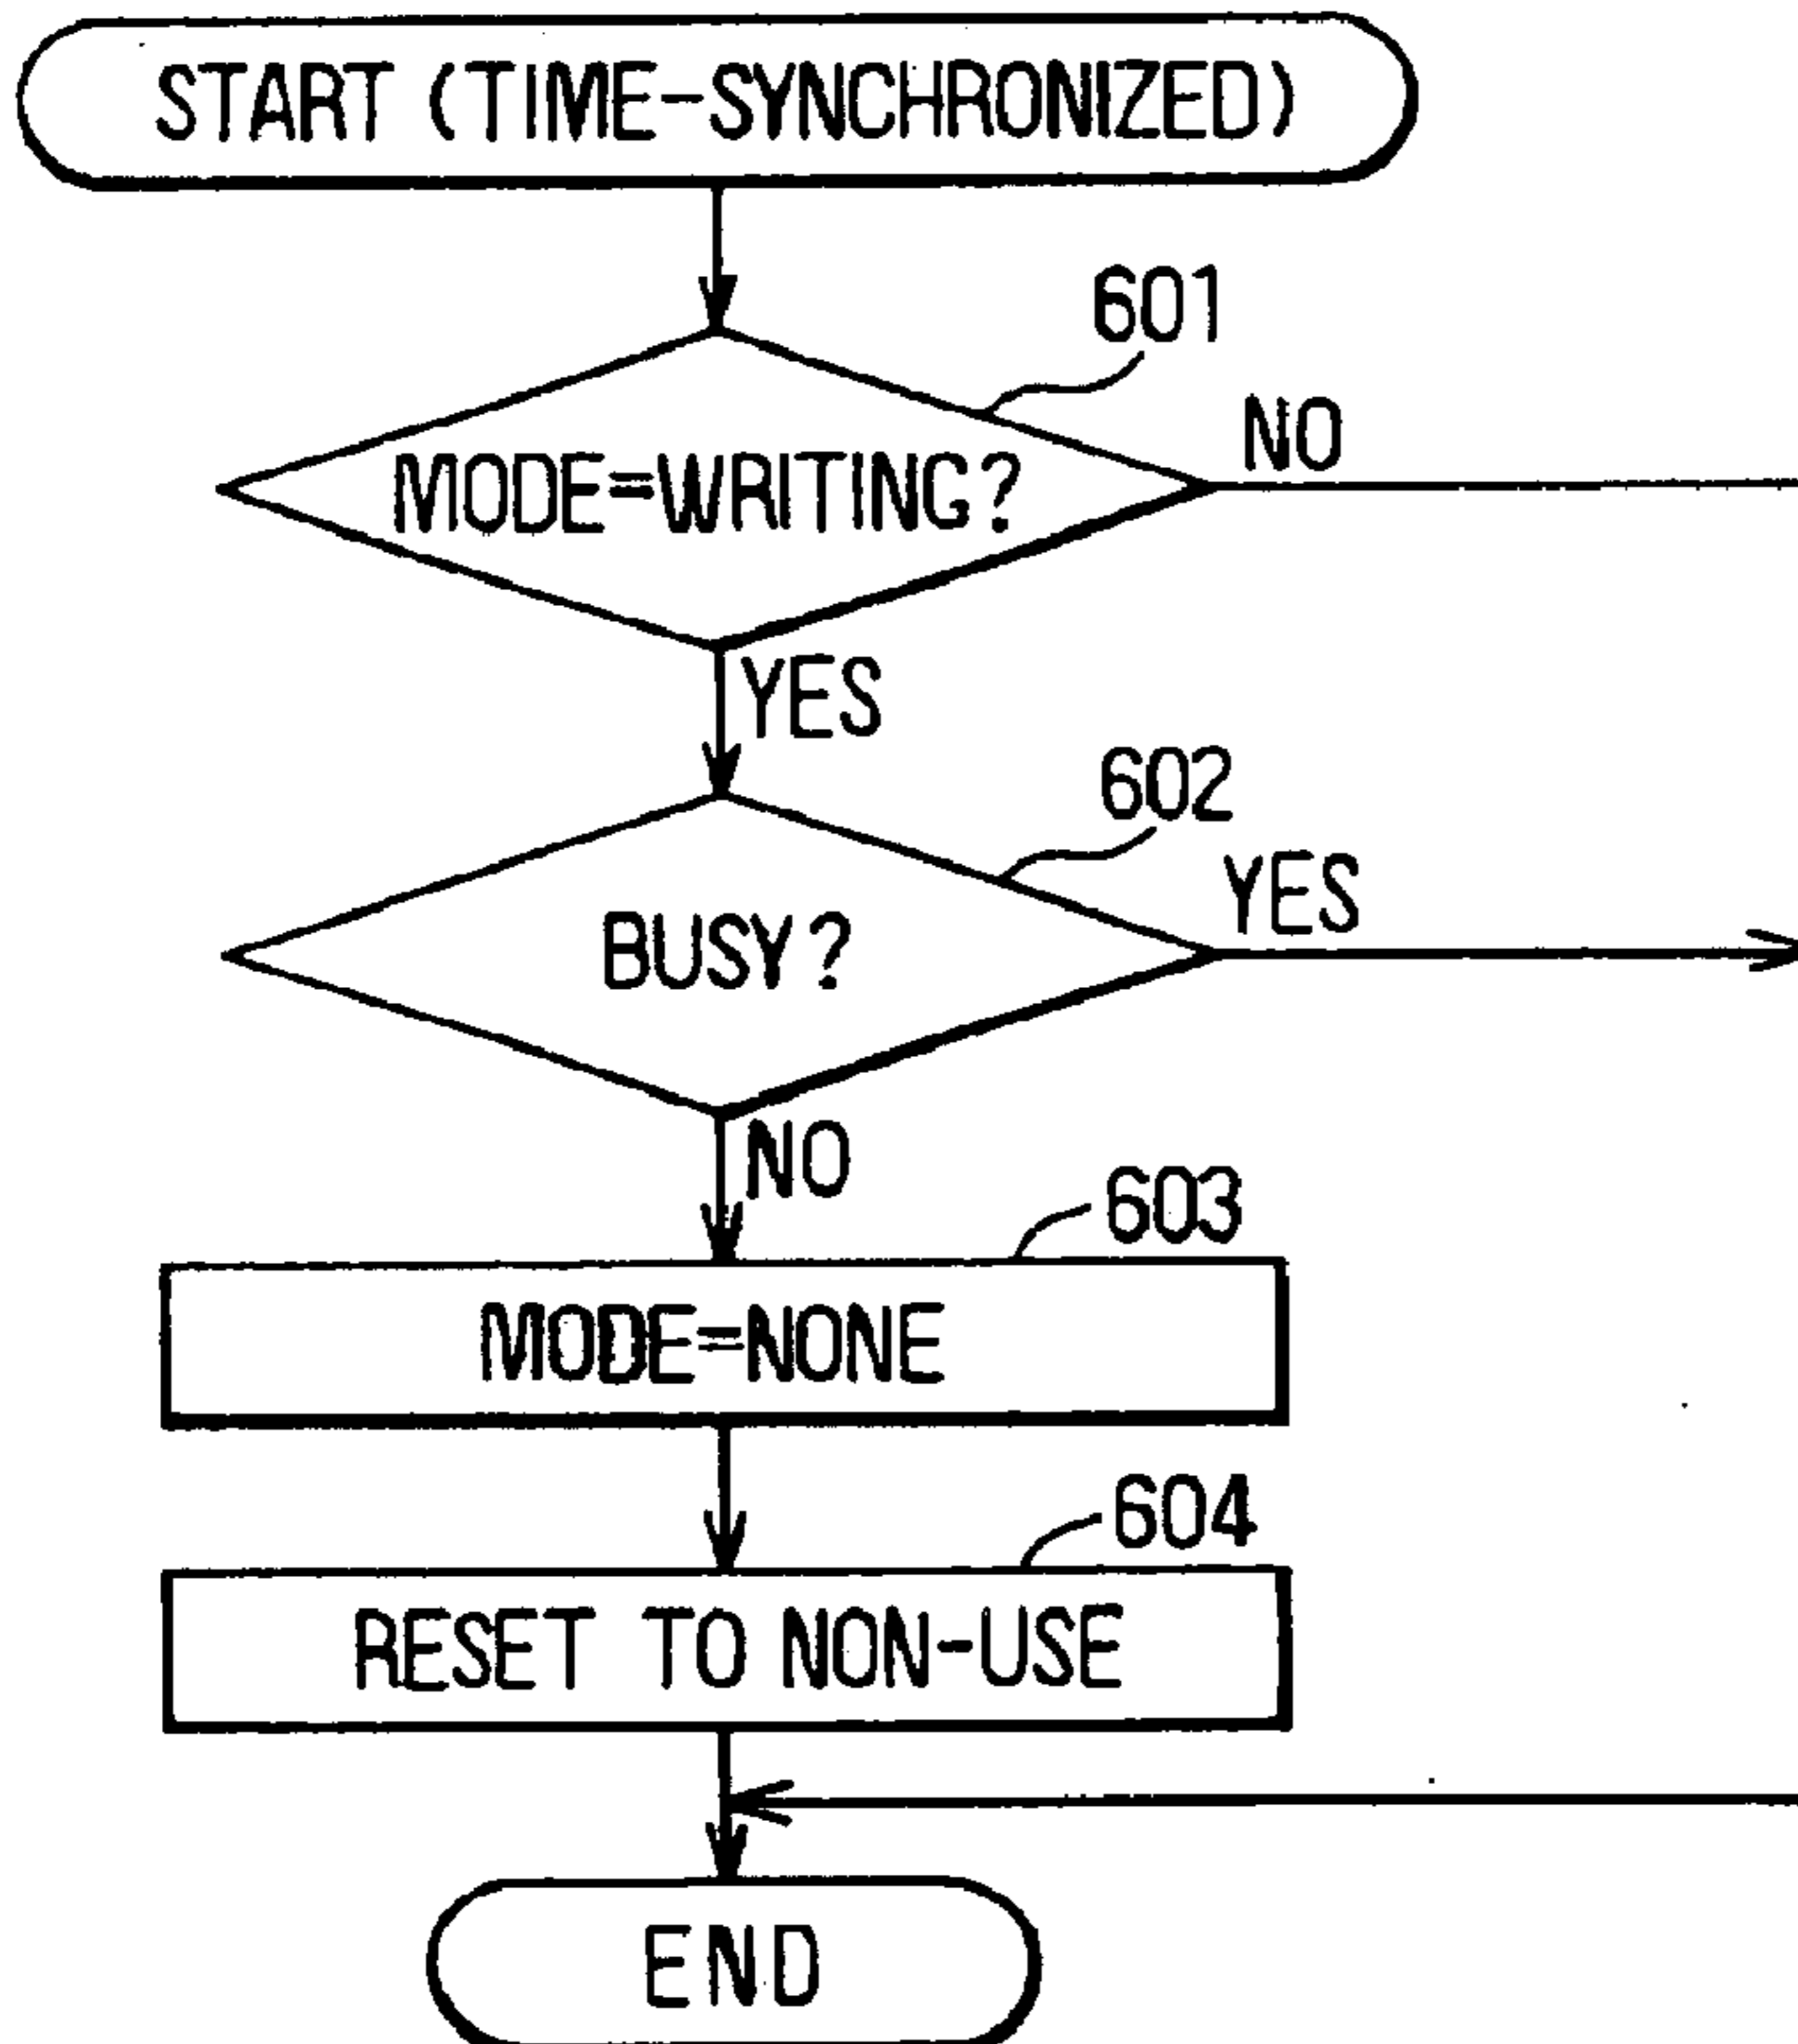 START (TIME-SYNCHRONIZED)
601
MODE=WRITING?
NO
YES
602
BUSY?
YES
NO
603
MODE=NONE
604
RESET TO NON-USE
END